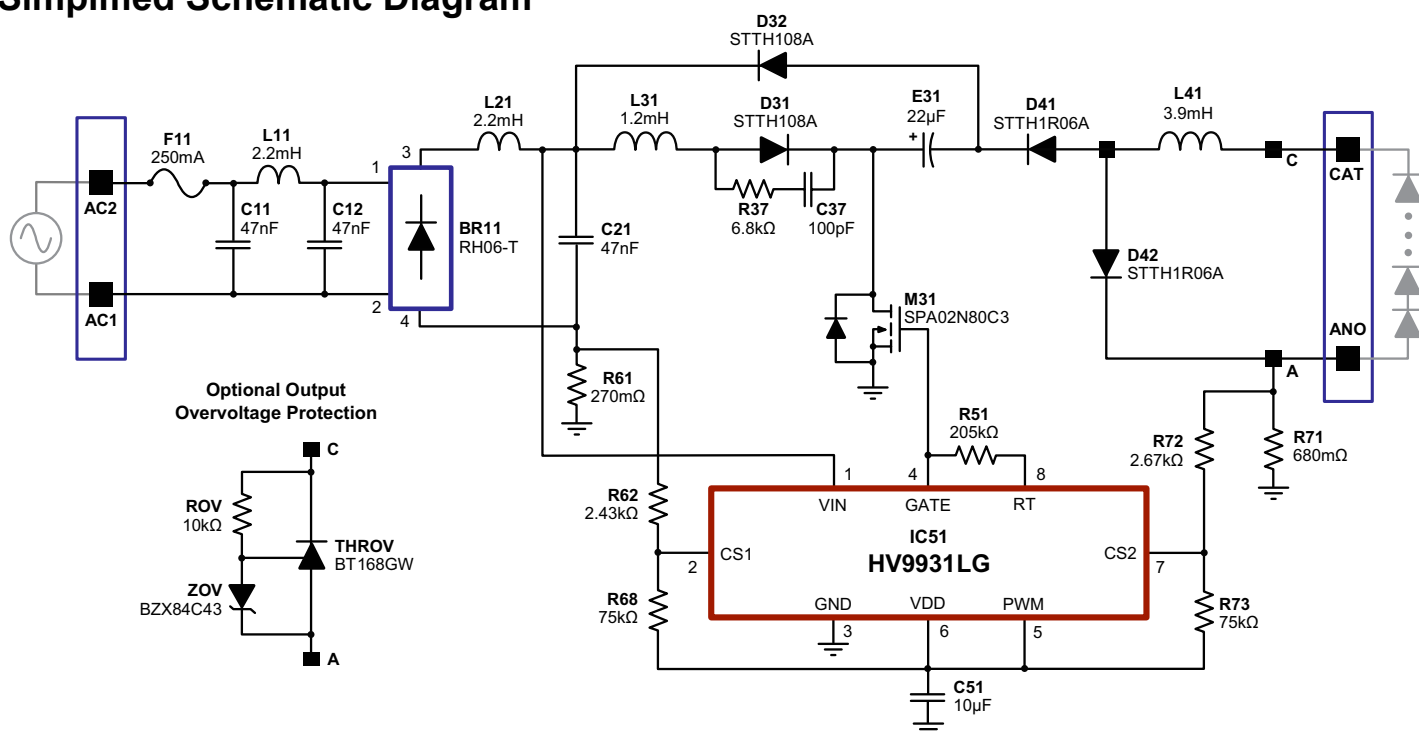 Simplified Schematic Diagram
D32
STTH108A
L21
2.2mH
L31
1.2mH
D31
STTH108A
E31
22µF
+
D41
STTH1R06A
L41
3.9mH
F11
250mA
L11
2.2mH
1
3
AC2
C11
47nF
C12
47nF
BR11
RH06-T
C21
47nF
R37
6.8kΩ
C37
100pF
C
CAT
D42
STTH1R06A
AC1
2
4
M31
SPA02N80C3
ANO
A
R61
270mΩ
Optional Output
Overvoltage Protection
R51
205kΩ
R72
2.67kΩ
R71
680mΩ
C
1
4
8
VIN
GATE
RT
R62
2.43kΩ
ROV
10kΩ
IC51
HV9931LG
2
CS1
CS2
7
THROV
BT168GW
ZOV
BZX84C43
R68
75kΩ
GND
VDD
PWM
R73
75kΩ
3
6
5
A
C51
10µF